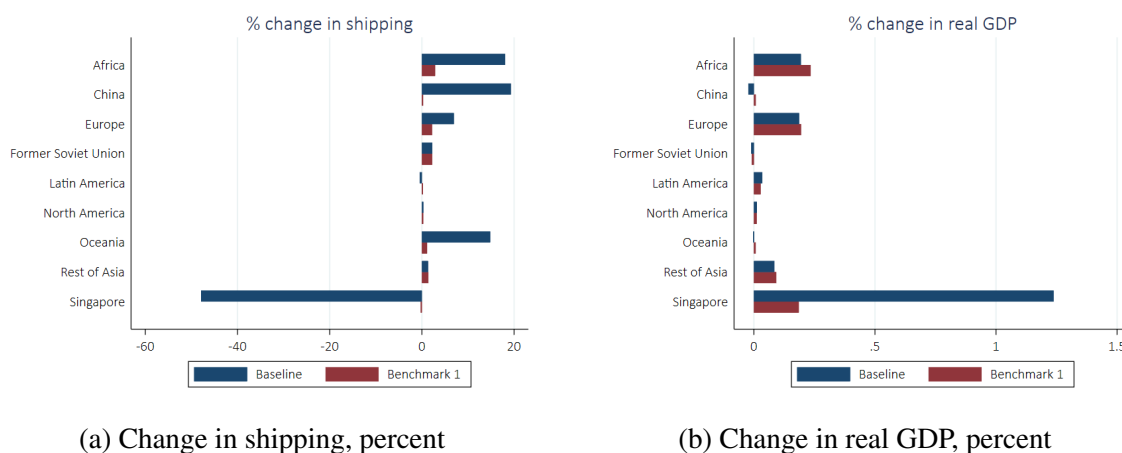 % change in shipping
Africa
China
Europe
Former Soviet Union
Latin America
North America
Oceania
Rest of Asia
Singapore
-60 -40 -20 0 20
Baseline Benchmark 1
(a) Change in shipping, percent
% change in real GDP
Africa
China
Europe
Former Soviet Union
Latin America
North America
Oceania
Rest of Asia
Singapore
0 .5 1 1.5
Baseline Benchmark 1
(b) Change in real GDP, percent